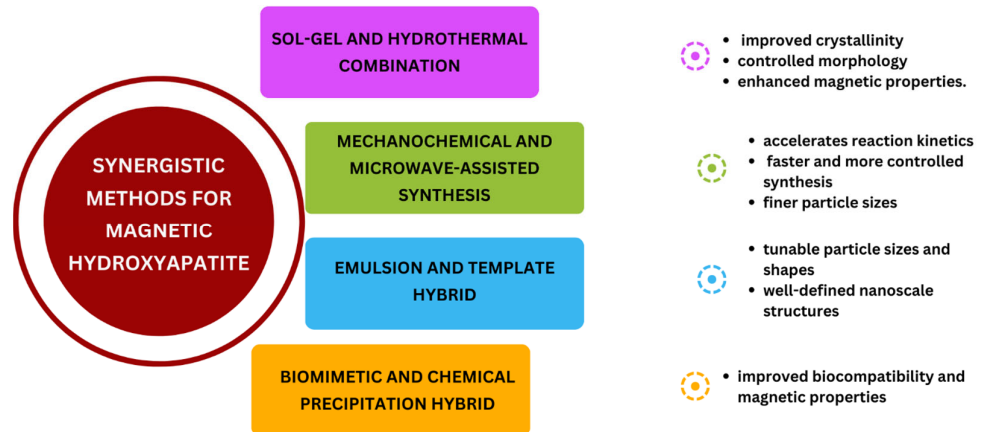 SYNERGISTIC
METHODS FOR
MAGNETIC
HYDROXYAPATITE
SOL-GEL AND HYDROTHERMAL
COMBINATION
• improved crystallinity
• controlled morphology
• enhanced magnetic properties.
MECHANOCHEMICAL AND
MICROWAVE-ASSISTED
SYNTHESIS
• accelerates reaction kinetics
• faster and more controlled
synthesis
• finer particle sizes
EMULSION AND TEMPLATE
HYBRID
• tunable particle sizes and
shapes
• well-defined nanoscale
structures
BIOMIMETIC AND CHEMICAL
PRECIPITATION HYBRID
• improved biocompatibility and
magnetic properties